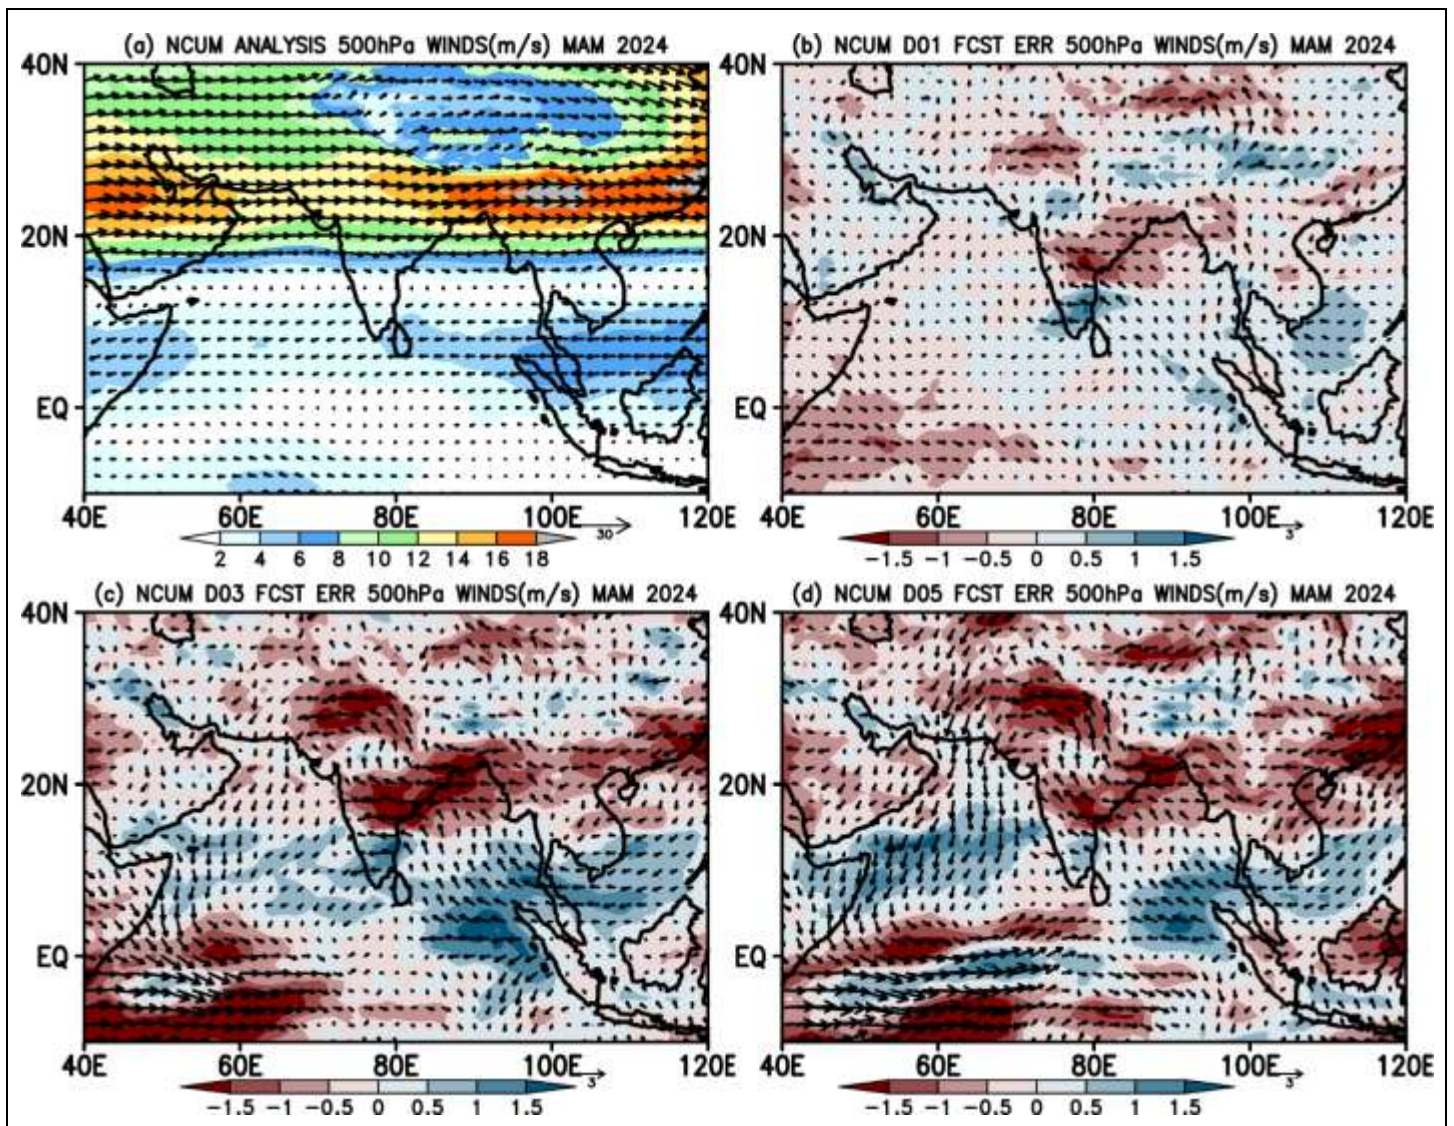 (a) NCUM ANALYSIS 500hPa WINDS(m/s) MAM 2024
40N
20N
EQ
40E 60E 80E 100E 120E
30
2 4 6 8 10 12 14 16 18
(b) NCUM D01 FCST ERR 500hPa WINDS(m/s) MAM 2024
40N
20N
EQ
40E 60E 80E 100E 120E
3
−1.5 −1 −0.5 0 0.5 1 1.5
(c) NCUM D03 FCST ERR 500hPa WINDS(m/s) MAM 2024
40N
20N
EQ
40E 60E 80E 100E 120E
3
−1.5 −1 −0.5 0 0.5 1 1.5
(d) NCUM D05 FCST ERR 500hPa WINDS(m/s) MAM 2024
40N
20N
EQ
40E 60E 80E 100E 120E
3
−1.5 −1 −0.5 0 0.5 1 1.5